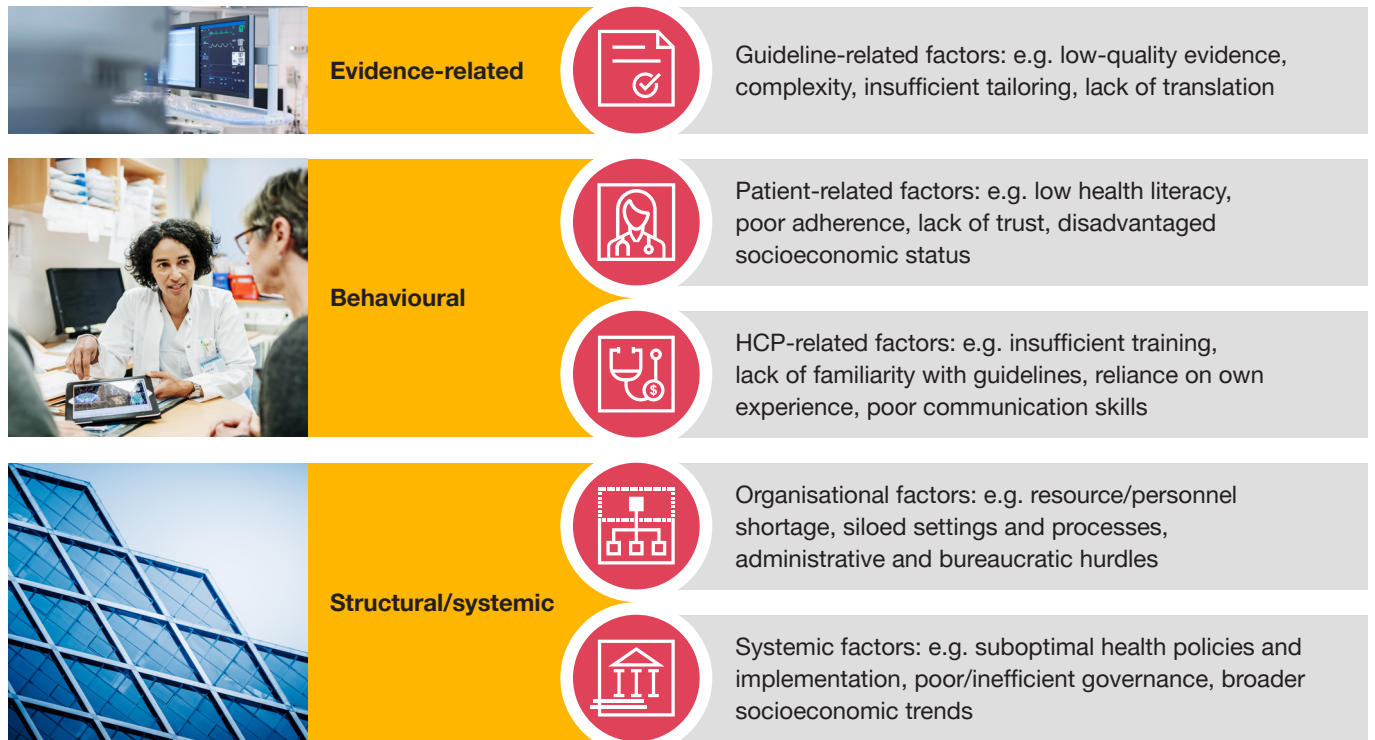 Evidence-related
Guideline-related factors: e.g. low-quality evidence,
complexity, insufficient tailoring, lack of translation
Behavioural
Patient-related factors: e.g. low health literacy,
poor adherence, lack of trust, disadvantaged
socioeconomic status
HCP-related factors: e.g. insufficient training,
lack of familiarity with guidelines, reliance on own
experience, poor communication skills
$
Structural/systemic
Organisational factors: e.g. resource/personnel
shortage, siloed settings and processes,
administrative and bureaucratic hurdles
Systemic factors: e.g. suboptimal health policies and
implementation, poor/inefficient governance, broader
socioeconomic trends